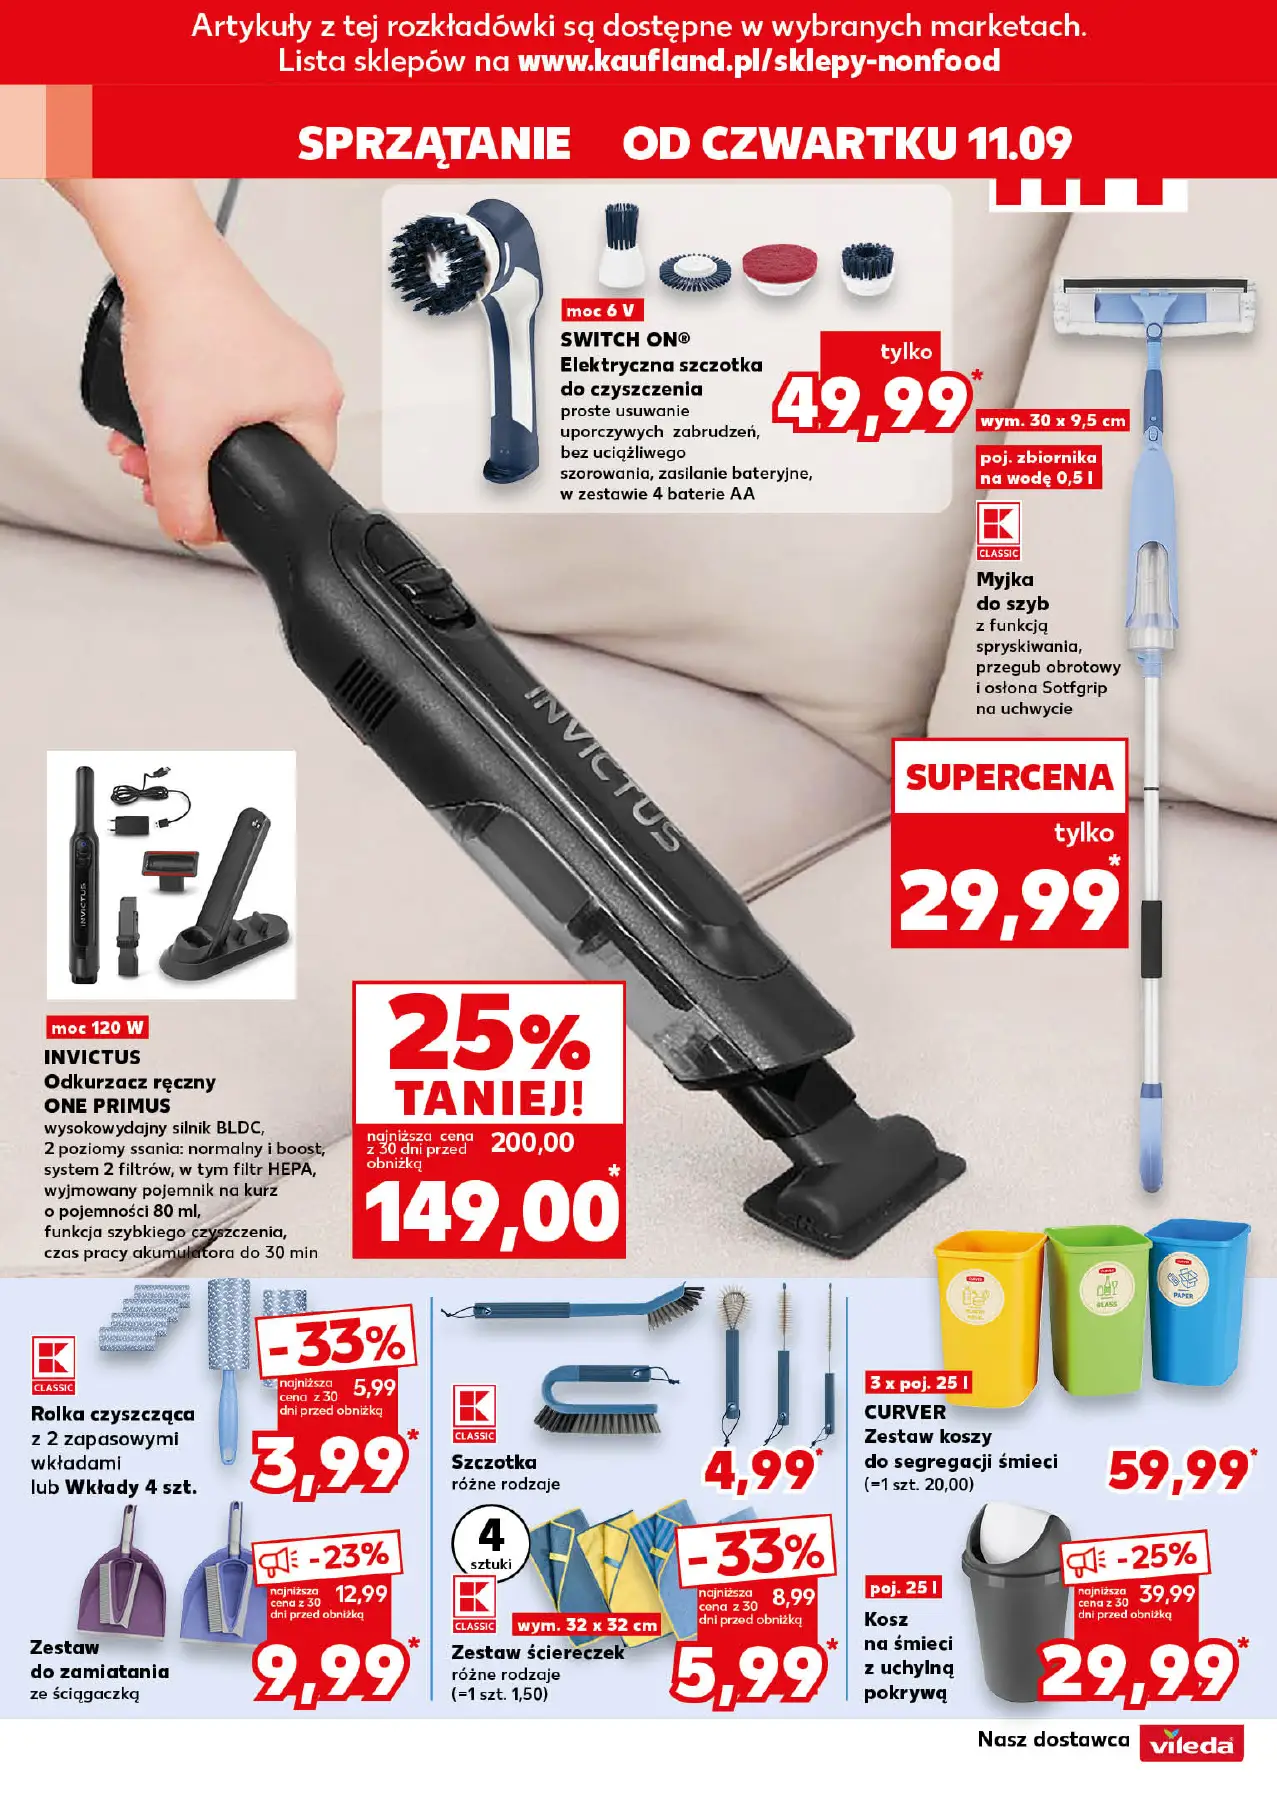 Artykuły z tej rozkładówki są dostępne w wybranych marketach.
Lista sklepów na www.kaufland.pl/sklepy-nonfood
SPRZĄTANIE OD CZWARTKU 11.09
moc 6 V
SWITCH ON®
Elektryczna szczotka
do czyszczenia
proste usuwanie
uporczywych zabrudzeń,
bez uciążliwego
szorowania, zasilanie bateryjne,
w zestawie 4 baterie AA
tylko
49,99*
wym. 30 x 9,5 cm
poj. zbiornika
na wodę 0,5 l
K
CLASSIC
Myjka
do szyb
z funkcją
spryskiwania,
przegub obrotowy
i osłona Sotfgrip
na uchwycie
SUPERCENA
tylko
29,99*
INVICTUS
INVICTUS
moc 120 W
INVICTUS
Odkurzacz ręczny
ONE PRIMUS
wysokowydajny silnik BLDC,
2 poziomy ssania: normalny i boost,
system 2 filtrów, w tym filtr HEPA,
wyjmowany pojemnik na kurz
o pojemności 80 ml,
funkcja szybkiego czyszczenia,
czas pracy akumulatora do 30 min
25%
TANIEJ!
najniższa cena
z 30 dni przed
obniżką
200,00
149,00*
K
CLASSIC
Rolka czyszcząca
z 2 zapasowymi
wkładami
lub Wkłady 4 szt.
-33%
najniższa
cena z 30
dni przed obniżką
5,99
3,99*
Zestaw
do zamiatania
ze ściągaczką
-23%
najniższa
cena z 30
dni przed obniżką
12,99
9,99*
K
CLASSIC
Szczotka
różne rodzaje
4,99*
4
sztuki
K
CLASSIC
wym. 32 x 32 cm
Zestaw ściereczek
różne rodzaje
(=1 szt. 1,50)
-33%
najniższa
cena z 30
dni przed obniżką
8,99
5,99*
CURVER
CURVER
GLASS
CURVER
PAPER
3 x poj. 25 l
CURVER
Zestaw koszy
do segregacji śmieci
(=1 szt. 20,00)
59,99*
poj. 25 l
Kosz
na śmieci
z uchylną
pokrywą
-25%
najniższa
cena z 30
dni przed obniżką
39,99
29,99*
Nasz dostawca
vileda